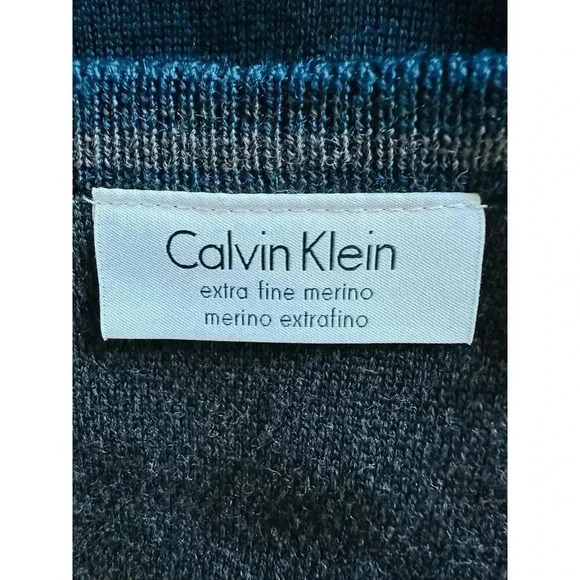 Calvin Klein
extra fine merino
merino extrafino